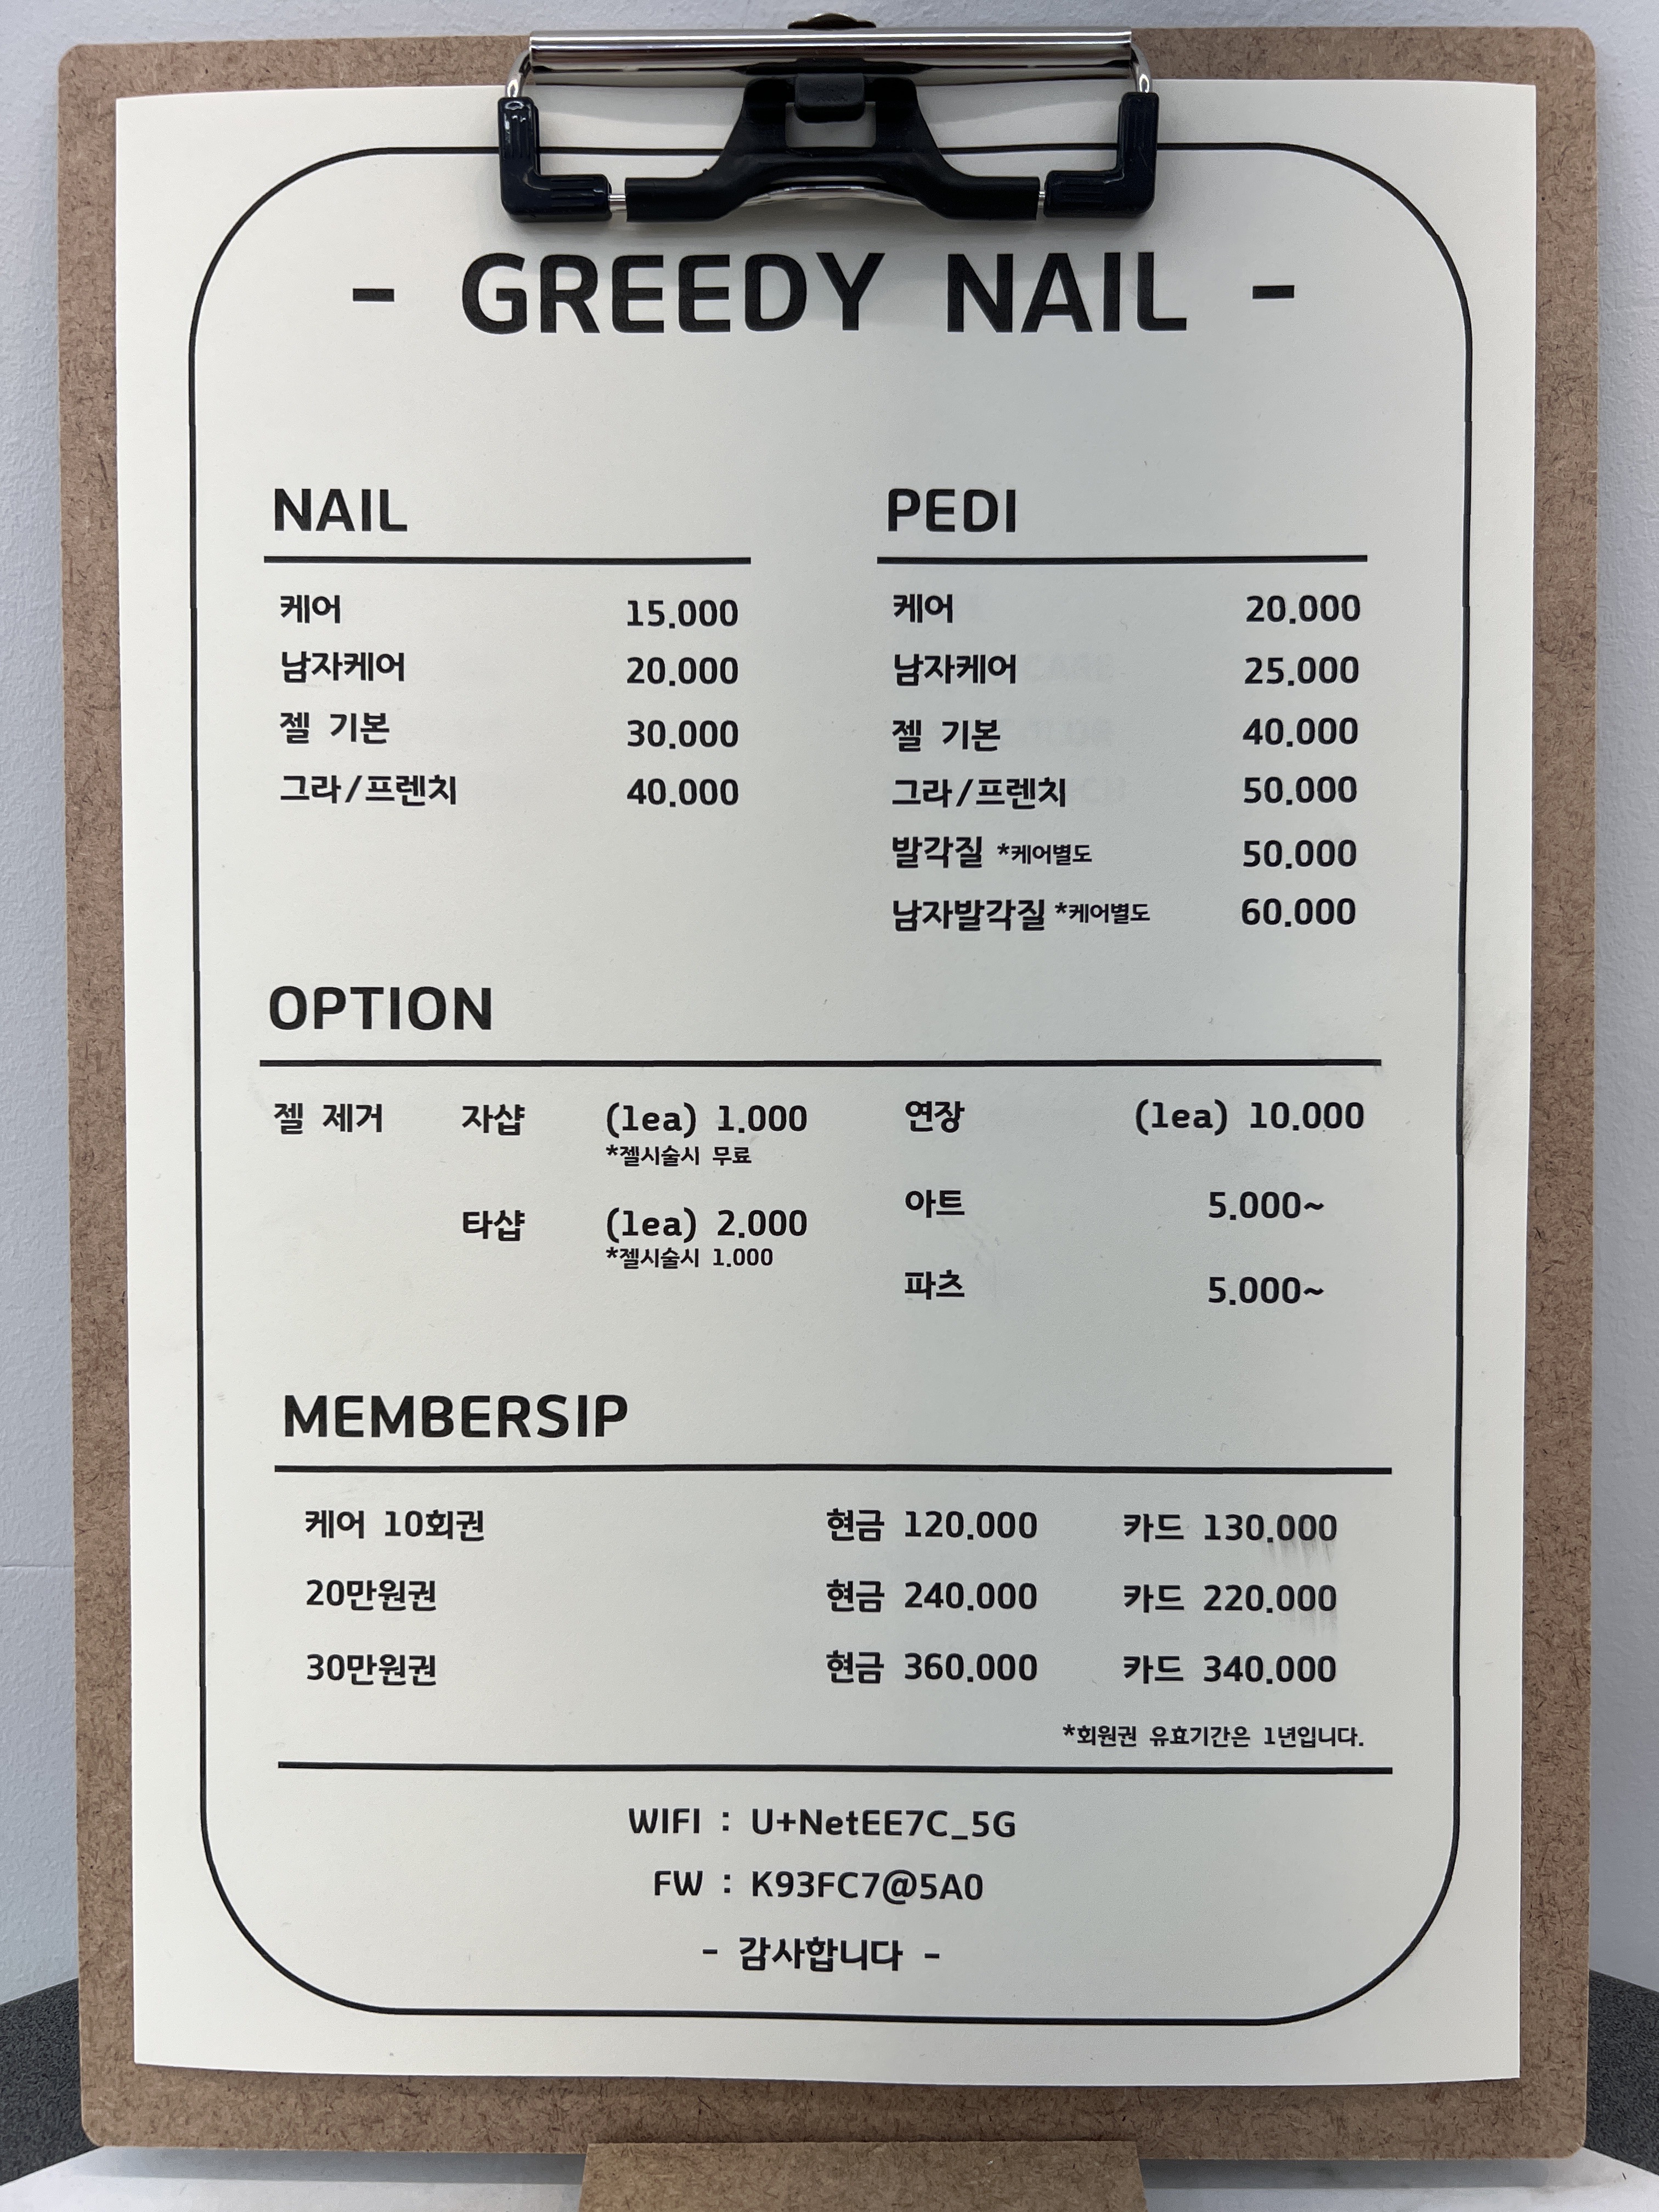 - GREEDY NAIL -
NAIL
케어 15.000
남자케어 20.000
젤 기본 30.000
그라/프렌치 40.000
PEDI
케어 20.000
남자케어 25.000
젤 기본 40.000
그라/프렌치 50.000
발각질 *케어별도 50.000
남자발각질 *케어별도 60.000
OPTION
젤 제거 자샵 (1ea) 1.000
*젤시술시 무료
타샵 (1ea) 2.000
*젤시술시 1.000
연장 (1ea) 10.000
아트 5.000~
파츠 5.000~
MEMBERSIP
케어 10회권 현금 120.000 카드 130.000
20만원권 현금 240.000 카드 220.000
30만원권 현금 360.000 카드 340.000
*회원권 유효기간은 1년입니다.
WIFI : U+NetEE7C_5G
FW : K93FC7@5A0
- 감사합니다 -